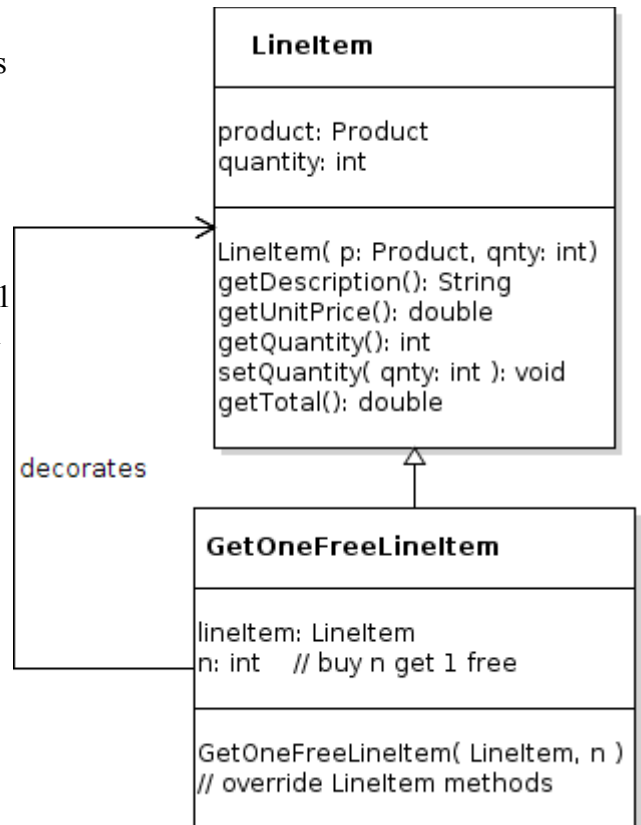 LineItem
s
product: Product
quantity: int
LineItem( p: Product, qnty: int)
getDescription(): String
1
getUnitPrice(): double
getQuantity(): int
setQuantity( qnty: int ): void
getTotal(): double
decorates
GetOneFreeLineItem
lineItem: LineItem
n: int // buy n get 1 free
GetOneFreeLineItem( LineItem, n )
// override LineItem methods